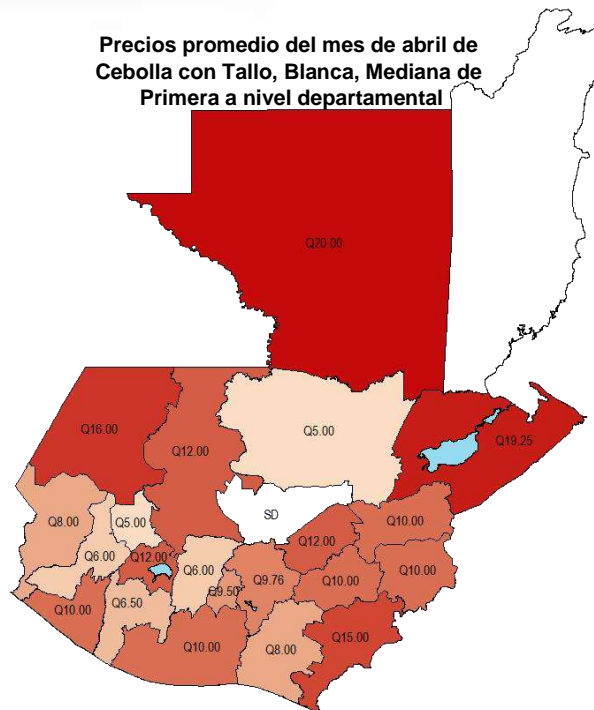 Precios promedio del mes de abril de
Cebolla con Tallo, Blanca, Mediana de
Primera a nivel departamental
Q20.00
Q16.00
Q12.00
Q5.00
Q19.25
Q8.00
Q5.00
SD
Q10.00
Q6.00
Q12.00
Q12.00
Q6.00
Q9.76
Q10.00
Q10.00
Q9.50
Q10.00
Q6.50
Q10.00
Q8.00
Q15.00